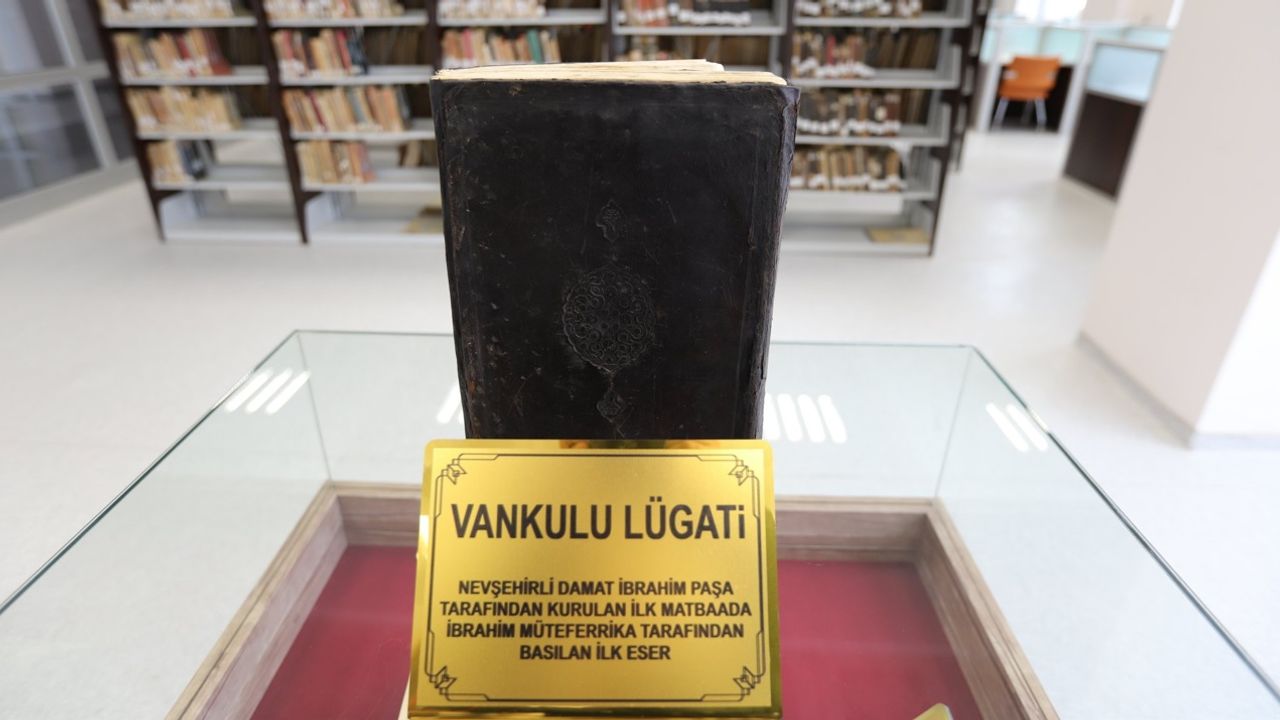 VANKULU LÜGATi
NEVŞEHİRLİ DAMAT İBRAHİM PAŞA
TARAFINDAN KURULAN İLK MATBAADA
İBRAHİM MÜTEFERRİKA TARAFINDAN
BASILAN İLK ESER